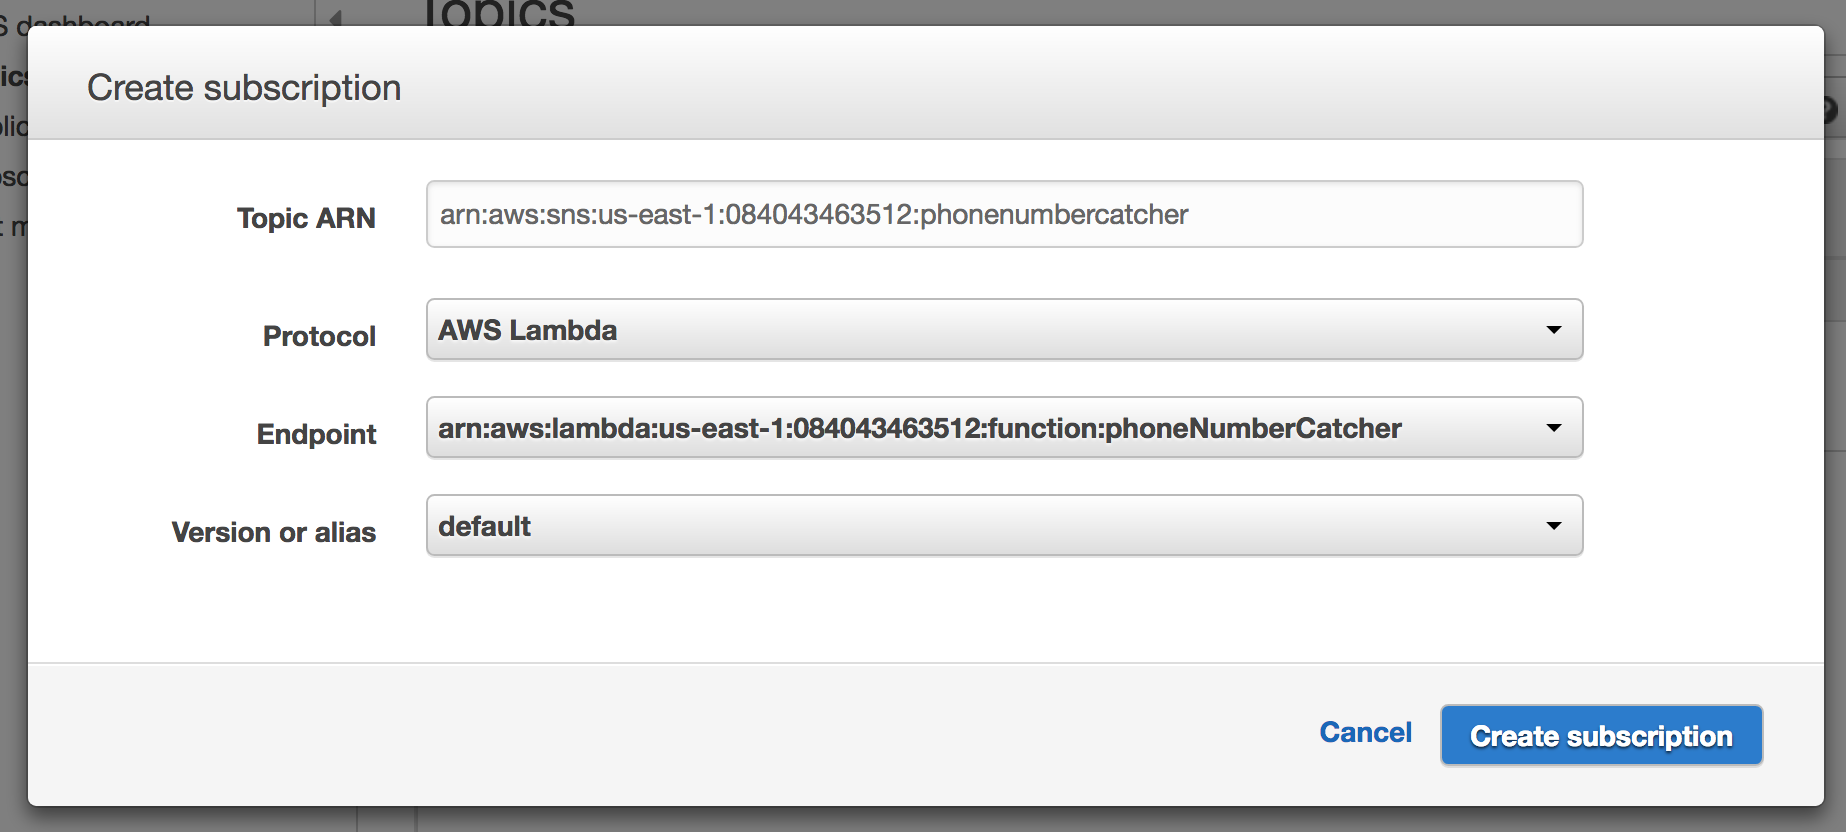 S dashboard
Topics
Create subscription
Topic ARN
arn:aws:sns:us-east-1:084043463512:phonenumbercatcher
Protocol
AWS Lambda
Endpoint
arn:aws:lambda:us-east-1:084043463512:function:phoneNumberCatcher
Version or alias
default
Cancel
Create subscription